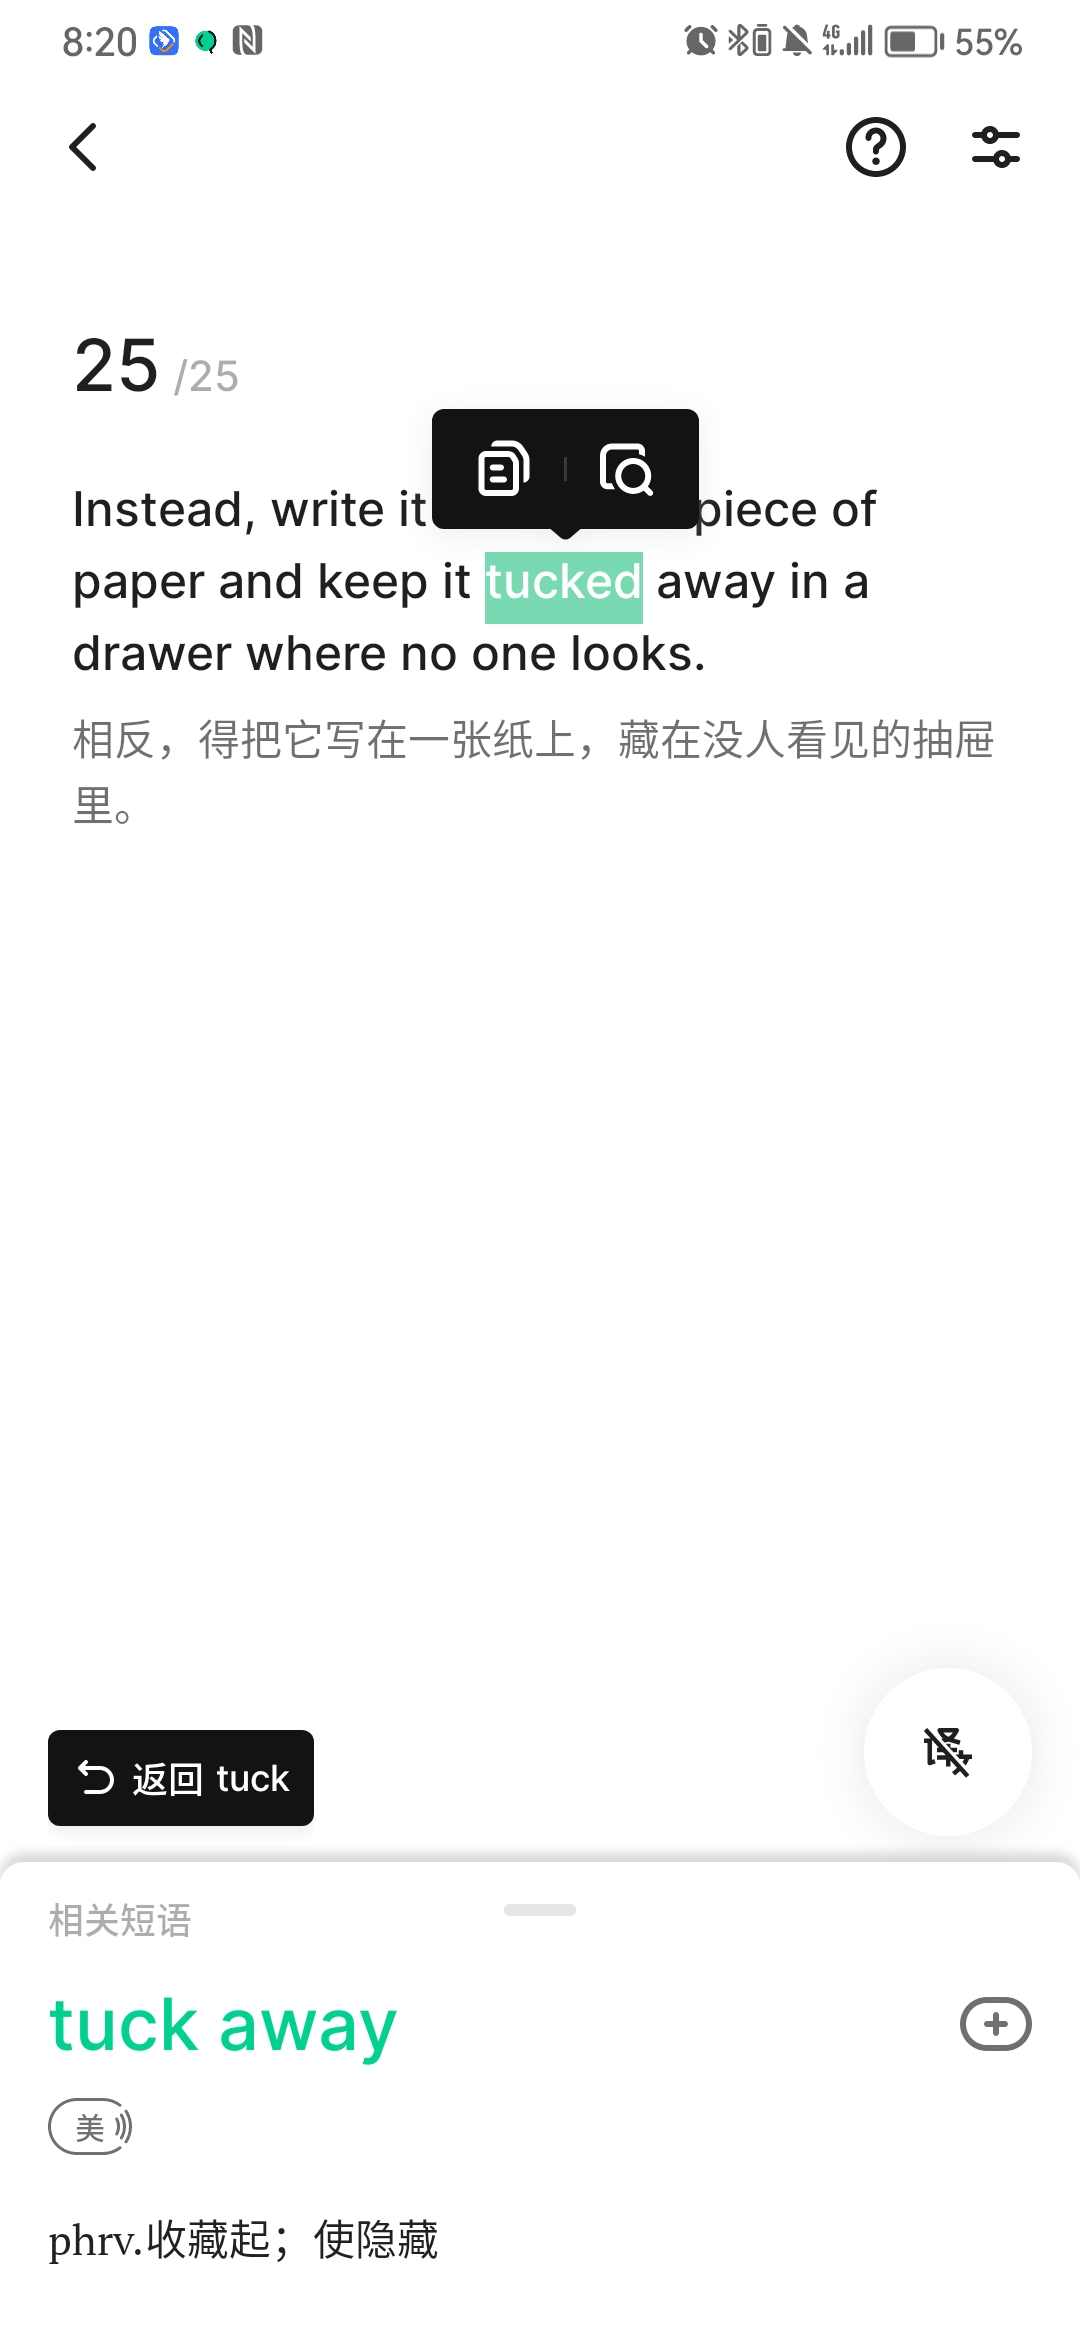 8:20 4G 55%
25 /25
Instead, write it piece of
paper and keep it tucked away in a
drawer where no one looks.
相反，得把它写在一张纸上，藏在没人看见的抽屉
里。
返回 tuck
相关短语
tuck away
美
phrv.收藏起；使隐藏